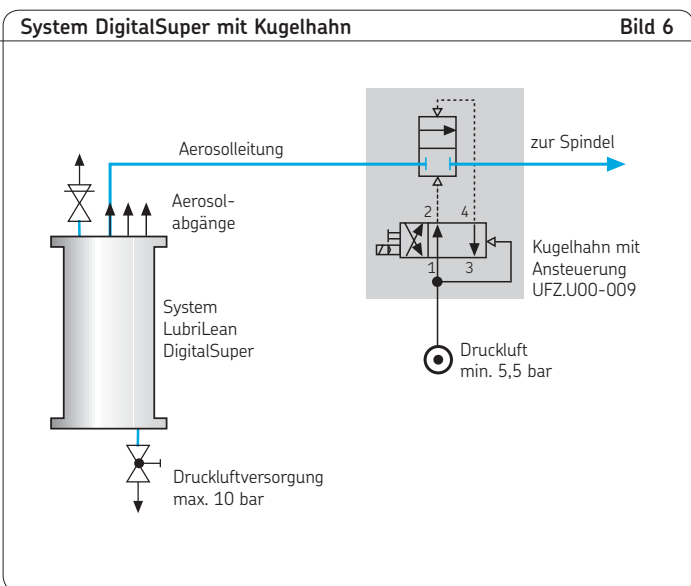 System DigitalSuper mit Kugelhahn Bild 6
Aerosolleitung
zur Spindel
Aerosol-
abgänge
2 4
1 3
Kugelhahn mit
Ansteuerung
UFZ.U00-009
System
LubriLean
DigitalSuper
Druckluft
min. 5,5 bar
Druckluftversorgung
max. 10 bar